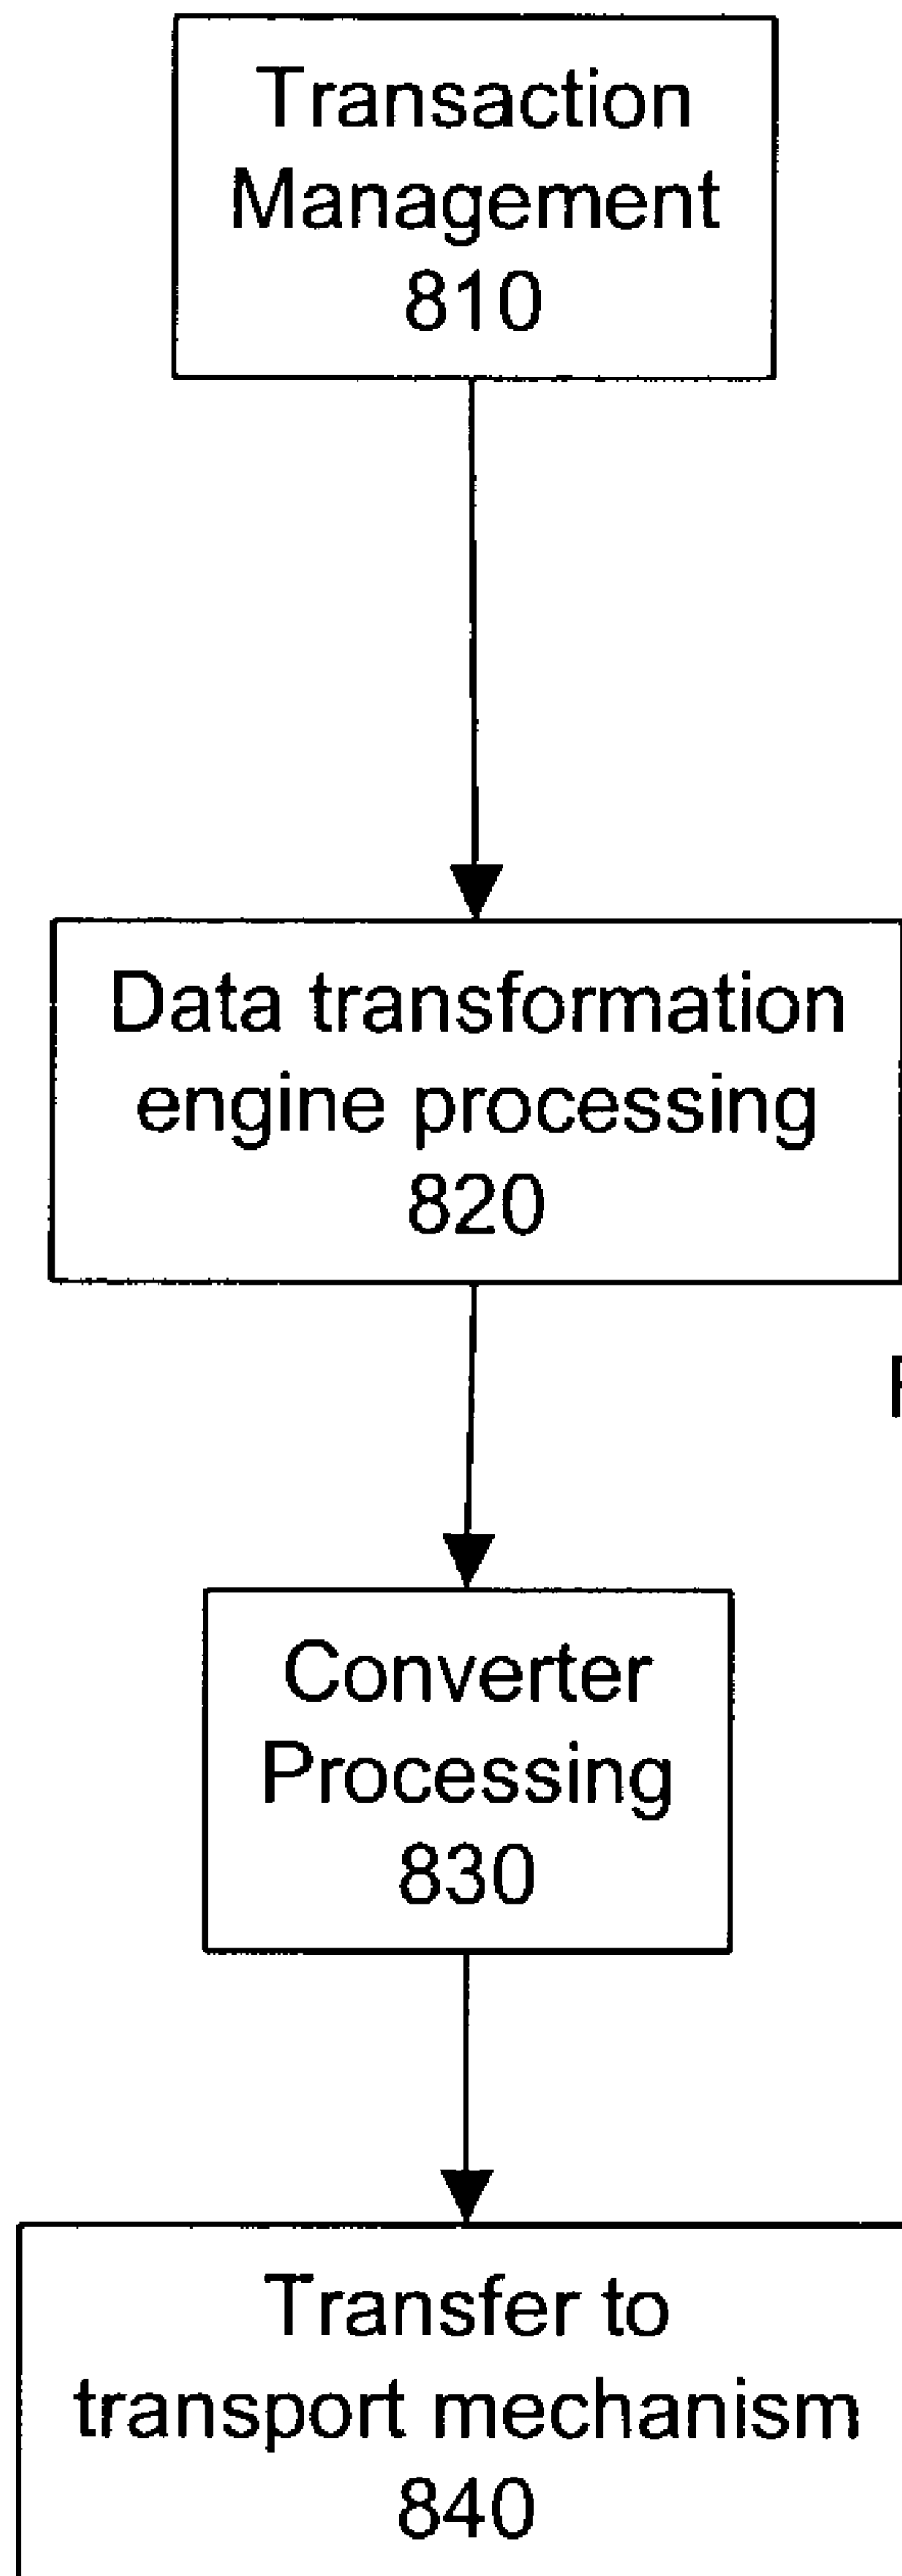 Transaction
Management
810
Data transformation
engine processing
820
Converter
Processing
830
Transfer to
transport mechanism
840